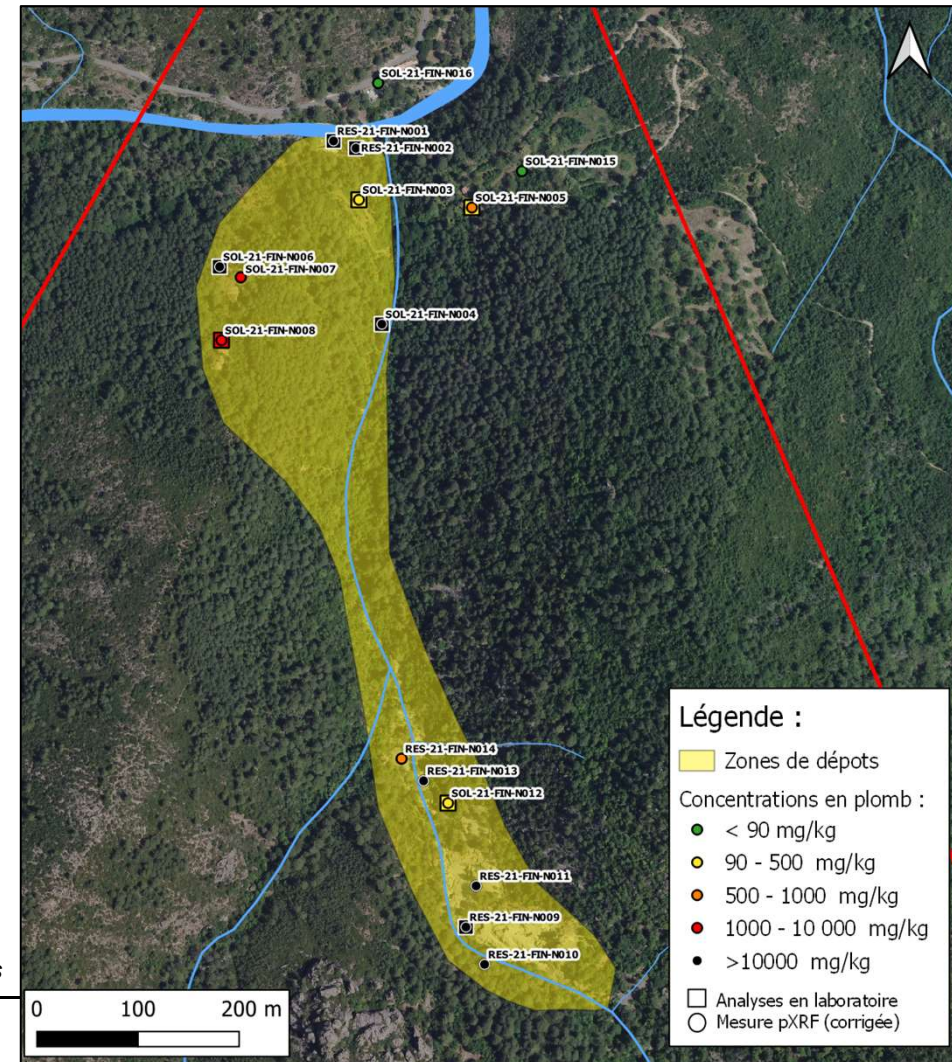 SOL-21-FIN-N016
RES-21-FIN-N001
RES-21-FIN-N002
SOL-21-FIN-N015
SOL-21-FIN-N003
SOL-21-FIN-N005
SOL-21-FIN-N006
SOL-21-FIN-N007
SOL-21-FIN-N004
SOL-21-FIN-N008
RES-21-FIN-N014
RES-21-FIN-N013
SOL-21-FIN-N012
RES-21-FIN-N011
RES-21-FIN-N009
RES-21-FIN-N010
Légende :
Zones de dépots
Concentrations en plomb :
< 90 mg/kg
90 - 500 mg/kg
500 - 1000 mg/kg
1000 - 10 000 mg/kg
>10000 mg/kg
Analyses en laboratoire
Mesure pXRF (corrigée)
s
0 100 200 m